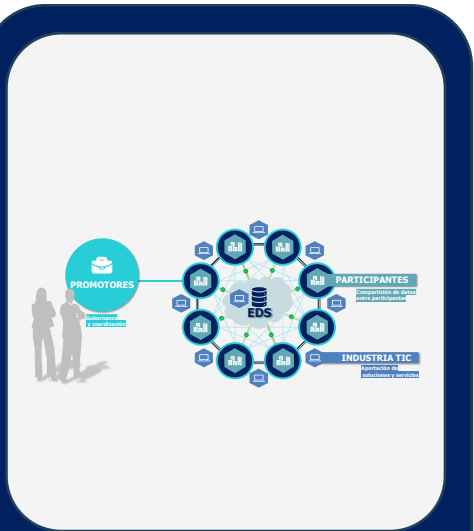 PROMOTORES
Gobernanza
y coordinación
EDS
PARTICIPANTES
Compartición de datos
entre participantes
INDUSTRIA TIC
Aportación de
soluciones y servicios